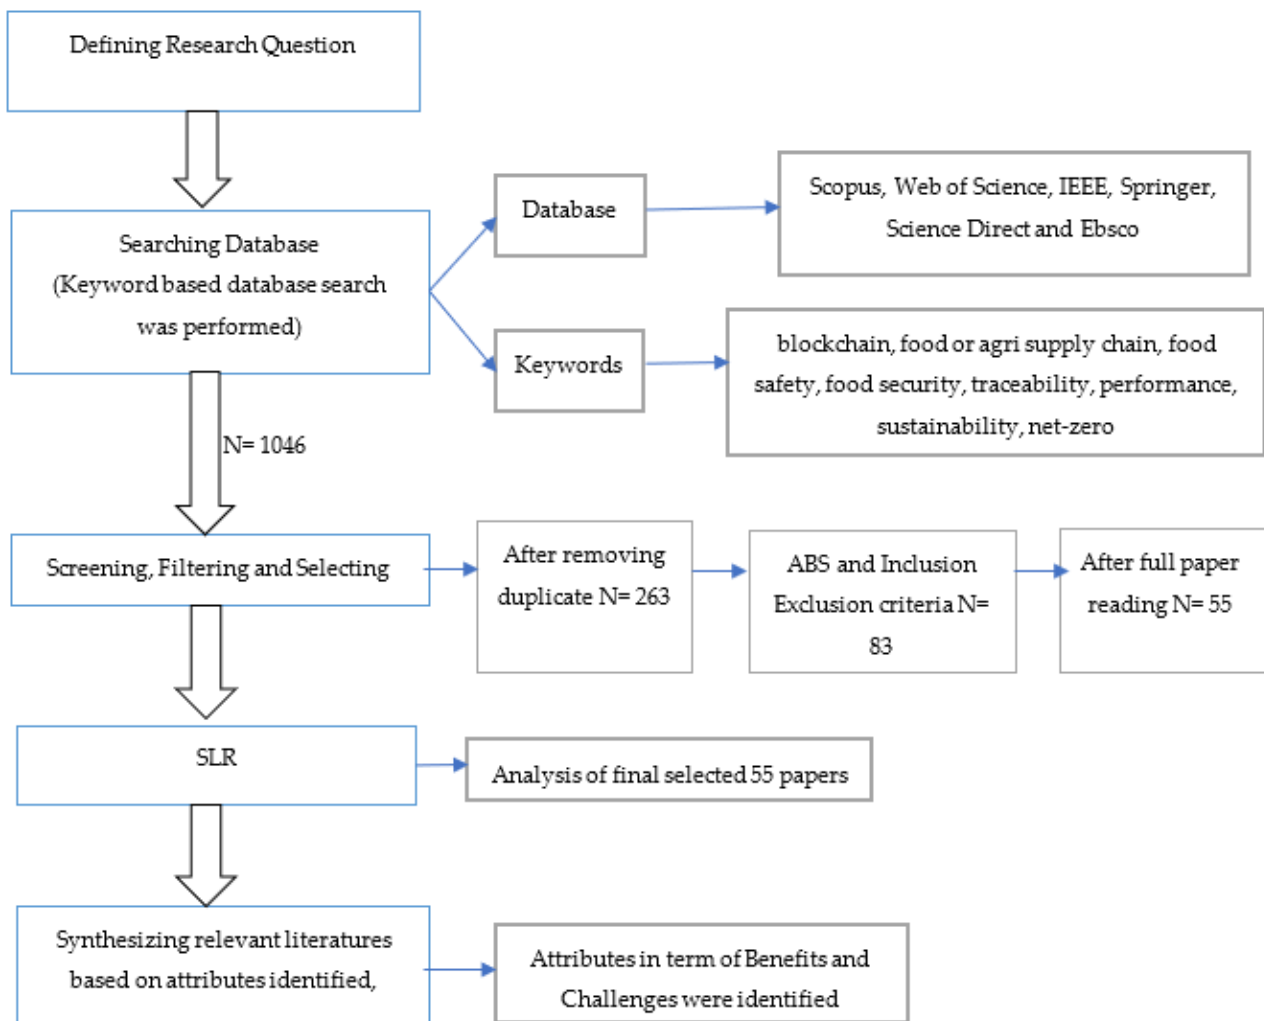 Defining Research Question
Searching Database
(Keyword based database search
was performed)
Database
Scopus, Web of Science, IEEE, Springer,
Science Direct and Ebsco
Keywords
blockchain, food or agri supply chain, food
safety, food security, traceability, performance,
sustainability, net-zero
N= 1046
Screening, Filtering and Selecting
After removing
duplicate N= 263
ABS and Inclusion
Exclusion criteria N=
83
After full paper
reading N= 55
SLR
Analysis of final selected 55 papers
Synthesizing relevant literatures
based on attributes identified,
Attributes in term of Benefits and
Challenges were identified